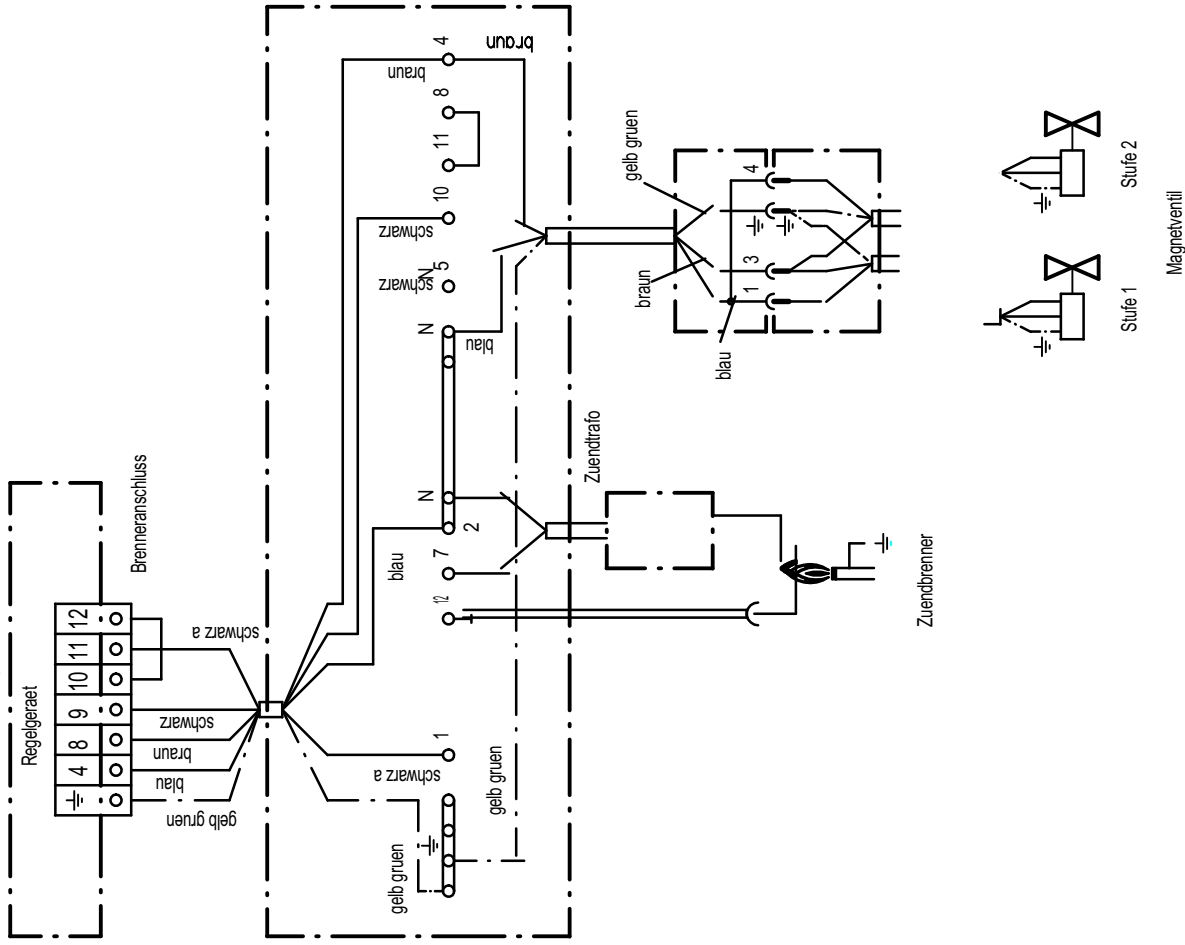 Regelgeraet
Brenneranschluss
⏚ 4 8 9 10 11 12
gelb gruen
blau
braun
schwarz
schwarz a
gelb gruen
⏚
schwarz a
1
12
7
2
N
blau
N
blau
5
N
schwarz
10
schwarz
11
8
4
braun
braun
gelb gruen
Zuendtrafo
Zuendbrenner
⏚
gelb gruen
braun
blau
1
3
⏚
⏚
4
⏚
Stufe 1
⏚
Stufe 2
Magnetventil